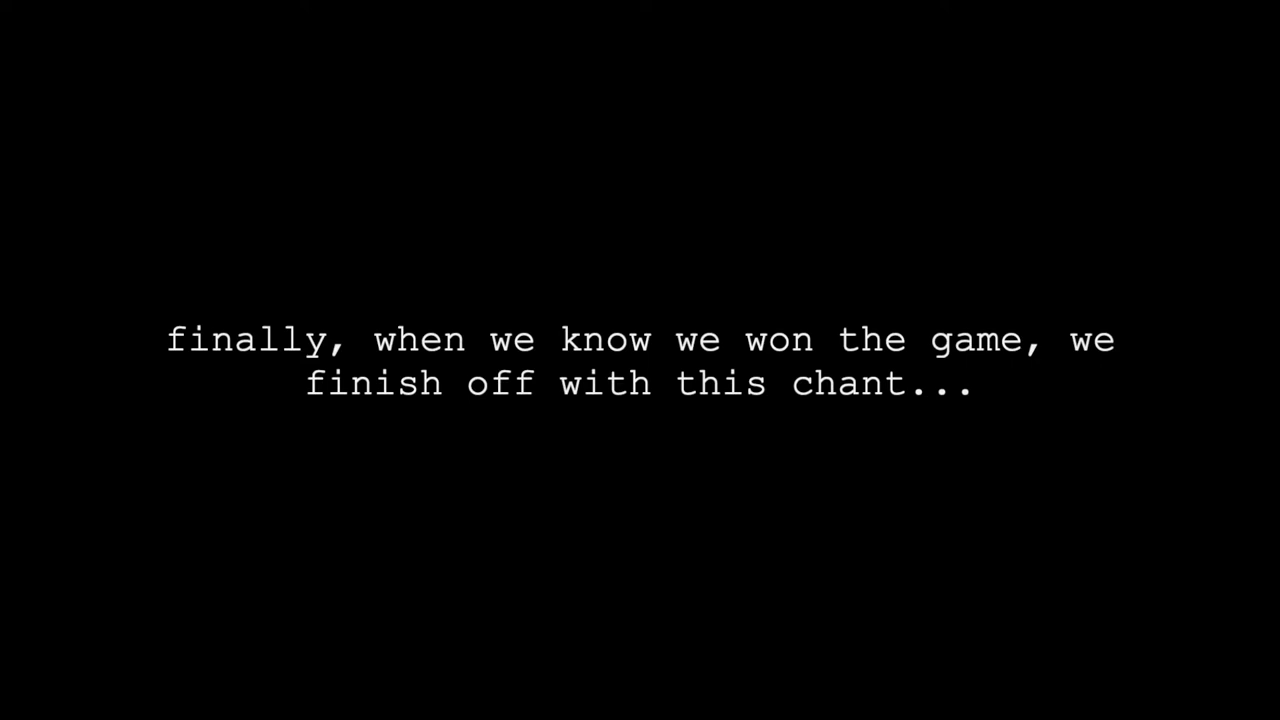 finally, when we know we won the game, we
finish off with this chant...